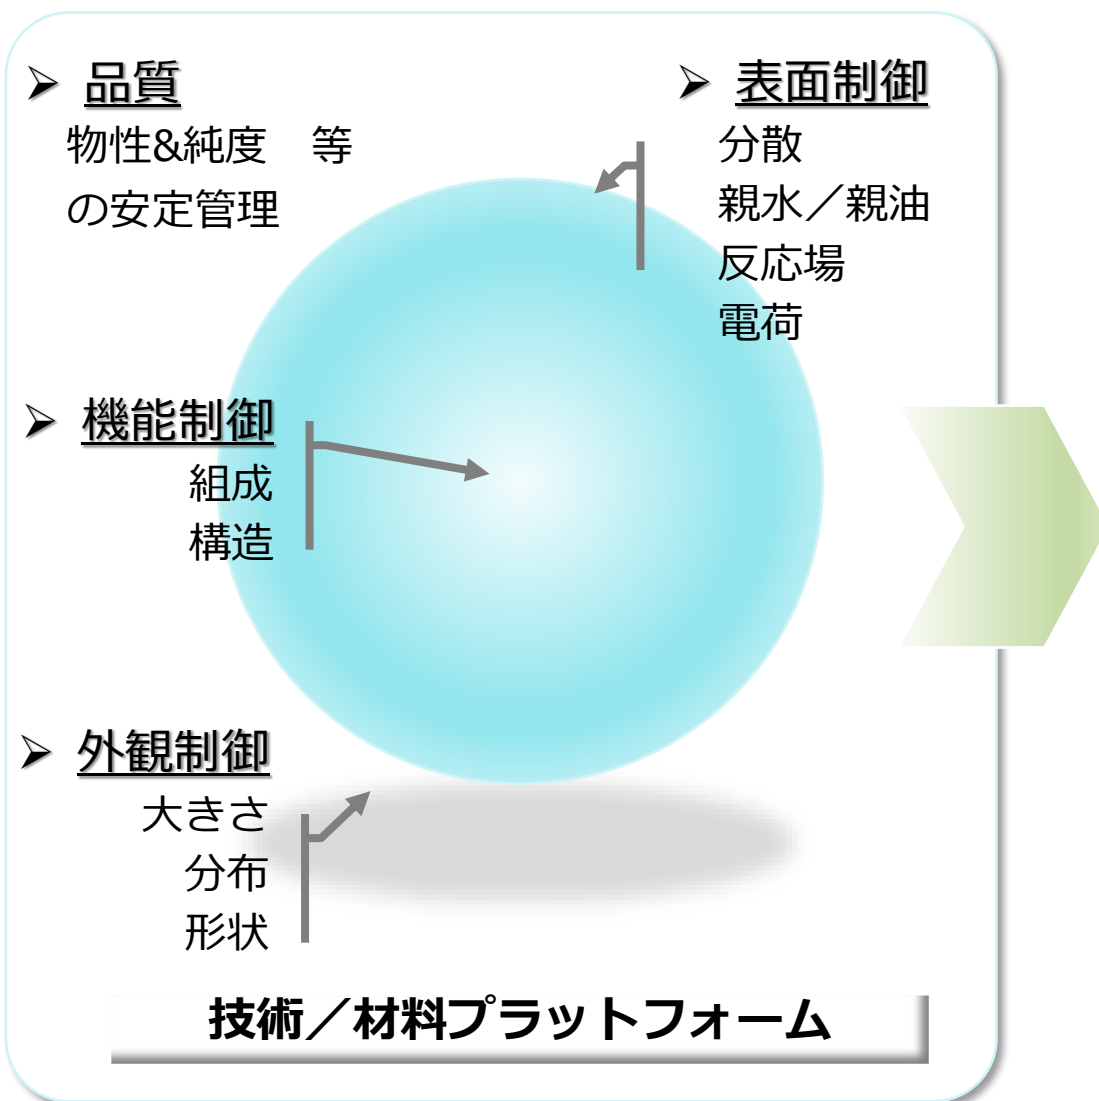 ➢ 品質
物性&純度　等
の安定管理
➢ 表面制御
分散
親水／親油
反応場
電荷
➢ 機能制御
組成
構造
➢ 外観制御
大きさ
分布
形状
技術／材料プラットフォーム